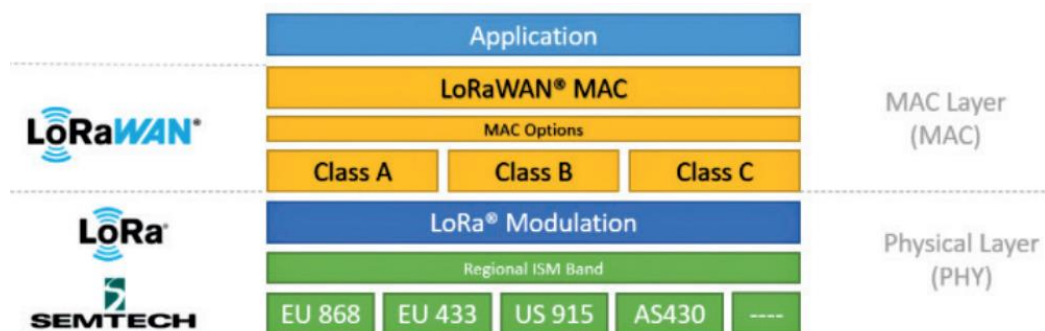 Application
LoRaWAN® MAC
LoRaWAN®
MAC Options
MAC Layer
(MAC)
Class A
Class B
Class C
LoRa® Modulation
LoRa®
Regional ISM Band
Physical Layer
(PHY)
SEMTECH
EU 868
EU 433
US 915
AS430
----